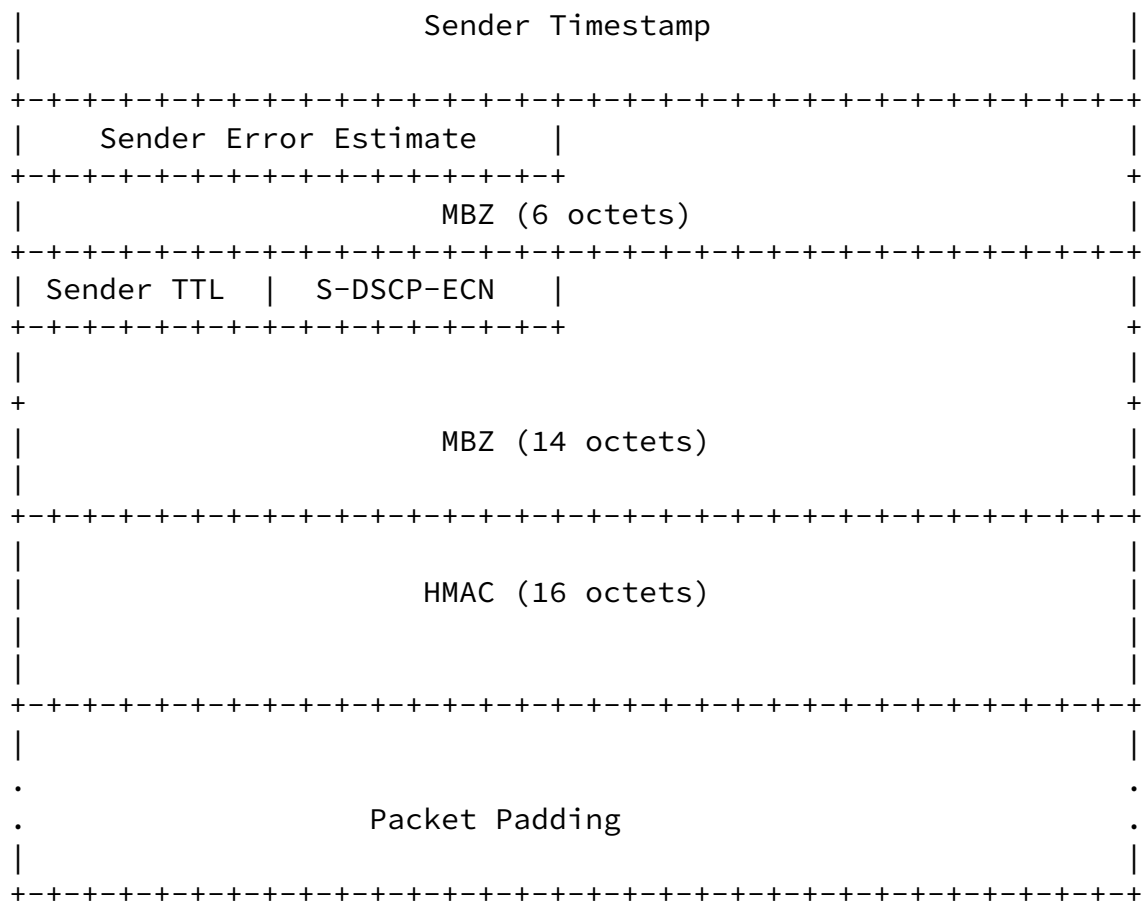 |                      Sender Timestamp                         |
|                                                               |
+-+-+-+-+-+-+-+-+-+-+-+-+-+-+-+-+-+-+-+-+-+-+-+-+-+-+-+-+-+-+-+-+
|    Sender Error Estimate    |                                 |
+-+-+-+-+-+-+-+-+-+-+-+-+-+-+-+                                 +
|                       MBZ (6 octets)                          |
+-+-+-+-+-+-+-+-+-+-+-+-+-+-+-+-+-+-+-+-+-+-+-+-+-+-+-+-+-+-+-+-+
| Sender TTL  |  S-DSCP-ECN   |                                 |
+-+-+-+-+-+-+-+-+-+-+-+-+-+-+-+                                 +
|                                                               |
+                                                               +
|                       MBZ (14 octets)                         |
|                                                               |
+-+-+-+-+-+-+-+-+-+-+-+-+-+-+-+-+-+-+-+-+-+-+-+-+-+-+-+-+-+-+-+-+
|                                                               |
|                      HMAC (16 octets)                         |
|                                                               |
|                                                               |
+-+-+-+-+-+-+-+-+-+-+-+-+-+-+-+-+-+-+-+-+-+-+-+-+-+-+-+-+-+-+-+-+
|                                                               |
.                                                               .
.                   Packet Padding                              .
|                                                               |
+-+-+-+-+-+-+-+-+-+-+-+-+-+-+-+-+-+-+-+-+-+-+-+-+-+-+-+-+-+-+-+-+